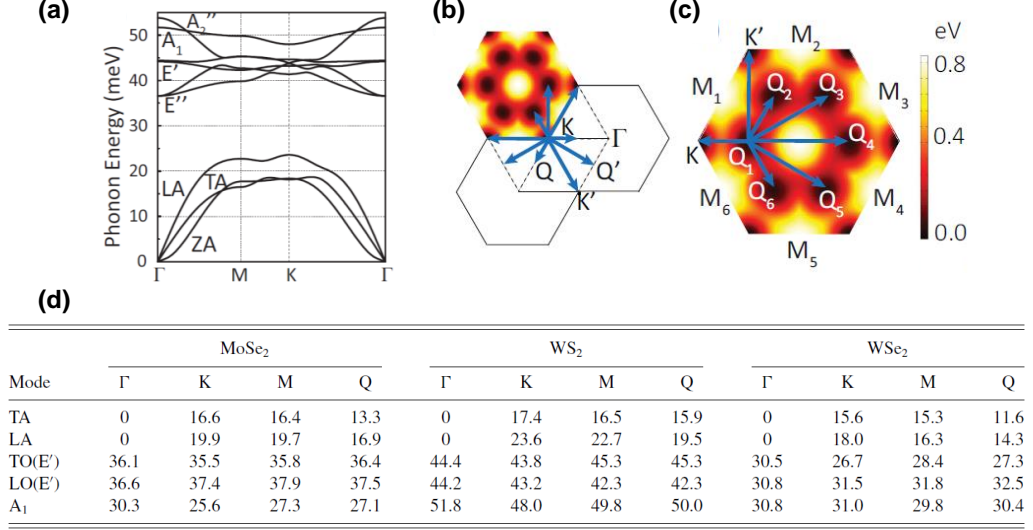 (a)
Phonon Energy (meV)
50
40
30
20
10
0
A2''
A1
E'
E''
LA
TA
ZA
Γ M K Γ
(b)
K
Γ
Q
Q'
K'
(c)
eV
0.8
0.4
0.0
K'
M2
M1
Q2
Q3
M3
K
Q1
Q4
M6
Q6
Q5
M4
M5
(d)
MoSe2 WS2 WSe2
Mode Γ K M Q Γ K M Q Γ K M Q
TA 0 16.6 16.4 13.3 0 17.4 16.5 15.9 0 15.6 15.3 11.6
LA 0 19.9 19.7 16.9 0 23.6 22.7 19.5 0 18.0 16.3 14.3
TO(E′) 36.1 35.5 35.8 36.4 44.4 43.8 45.3 45.3 30.5 26.7 28.4 27.3
LO(E′) 36.6 37.4 37.9 37.5 44.2 43.2 42.3 42.3 30.8 31.5 31.8 32.5
A1 30.3 25.6 27.3 27.1 51.8 48.0 49.8 50.0 30.8 31.0 29.8 30.4